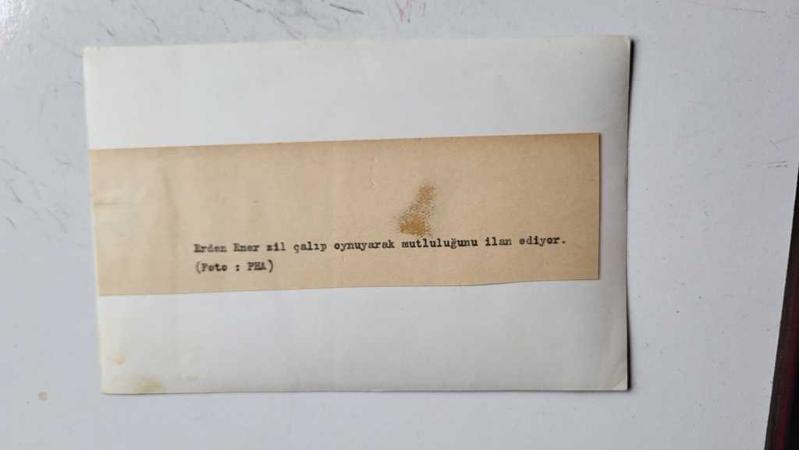 Erden Ener zil çalıp oynuyarak mutluluğunu ilan ediyor.
(Foto : PHA)